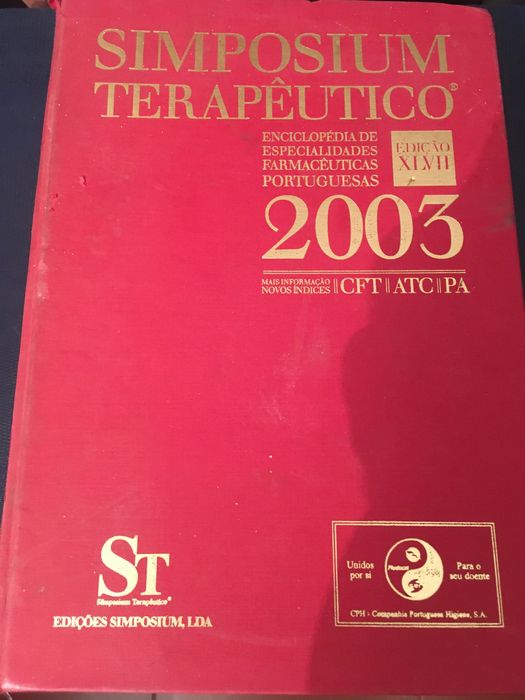 SIMPOSIUM
TERAPÊUTICO®
ENCICLOPÉDIA DE
ESPECIALIDADES
FARMACÊUTICAS
PORTUGUESAS
EDIÇÃO
XLVII
2003
MAIS INFORMAÇÃO
NOVOS ÍNDICES
CFT ATC PA
ST
Simposium Terapêutico®
EDIÇÕES SIMPOSIUM, LDA
Unidos
por si
Para o
seu doente
CPH - Companhia Portuguesa Higiene, S.A.